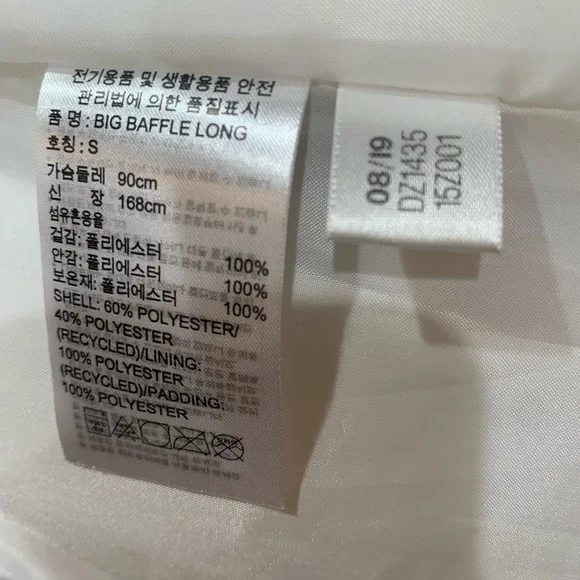 전기용품 및 생활용품 안전
관리법에 의한 품질표시
품 명 : BIG BAFFLE LONG
호칭 : S
가슴둘레 90cm
신 장 168cm
섬유혼용율
겉감: 폴리에스터 100%
안감: 폴리에스터 100%
보온재: 폴리에스터 100%
SHELL: 60% POLYESTER/
40% POLYESTER
(RECYCLED)/LINING:
100% POLYESTER
(RECYCLED)/PADDING:
100% POLYESTER
08/19
DZ1435
15Z001